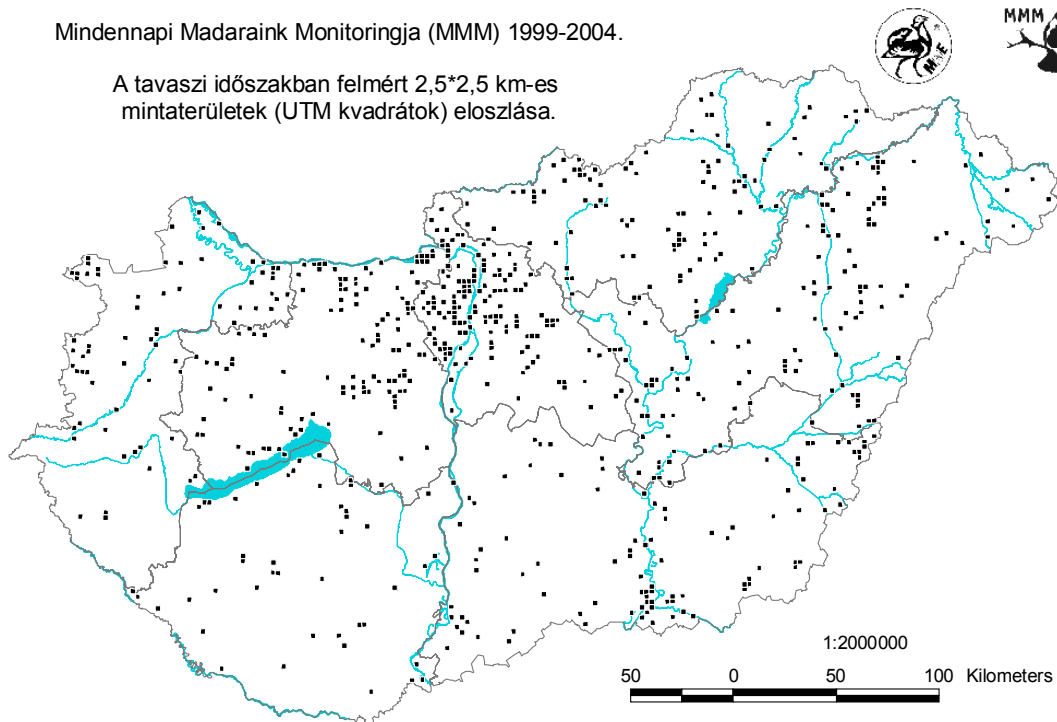 Mindennapi Madaraink Monitoringja (MMM) 1999-2004.
MMM
MME
A tavaszi időszakban felmért 2,5*2,5 km-es
mintaterületek (UTM kvadrátok) eloszlása.
1:2000000
50 0 50 100 Kilometers